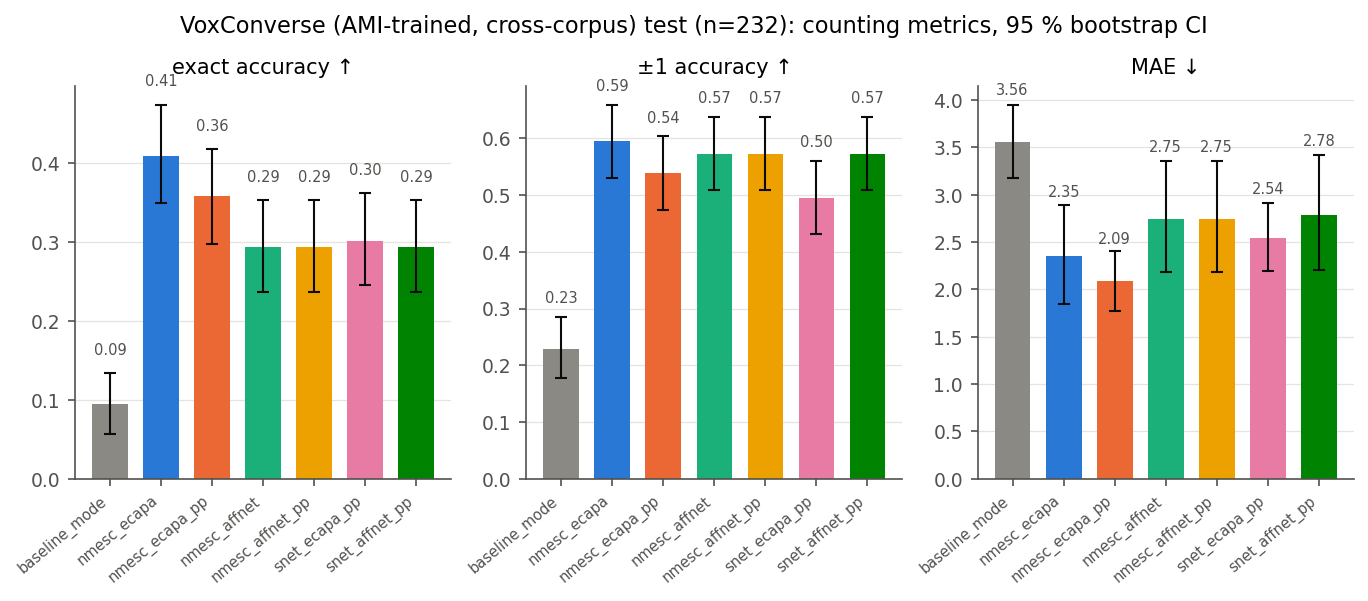 VoxConverse (AMI-trained, cross-corpus) test (n=232): counting metrics, 95 % bootstrap CI
exact accuracy ↑
0.41
0.36
0.29
0.29
0.30
0.29
0.09
0.4
0.3
0.2
0.1
0.0
baseline_mode
nmesc_ecapa
nmesc_ecapa_pp
nmesc_affnet
nmesc_affnet_pp
snet_ecapa_pp
snet_affnet_pp
±1 accuracy ↑
0.23
0.59
0.54
0.57
0.57
0.50
0.57
0.6
0.5
0.4
0.3
0.2
0.1
0.0
baseline_mode
nmesc_ecapa
nmesc_ecapa_pp
nmesc_affnet
nmesc_affnet_pp
snet_ecapa_pp
snet_affnet_pp
MAE ↓
3.56
2.35
2.09
2.75
2.75
2.54
2.78
4.0
3.5
3.0
2.5
2.0
1.5
1.0
0.5
0.0
baseline_mode
nmesc_ecapa
nmesc_ecapa_pp
nmesc_affnet
nmesc_affnet_pp
snet_ecapa_pp
snet_affnet_pp